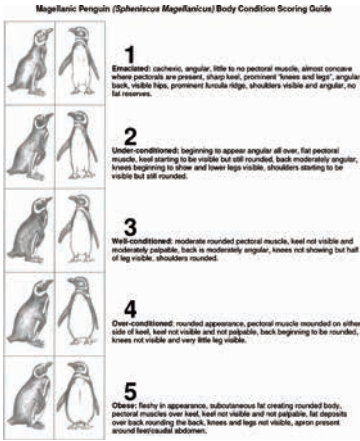 Magellanic Penguin (Spheniscus Magellanicus) Body Condition Scoring Guide
1
Emaciated: cachexic, angular, little to no pectoral muscle, almost concave
where pectorals are present, sharp keel, prominent "knees and legs", angular
back, visible hips, prominent furcula ridge, shoulders visible and angular, no
fat reserves.
2
Under-conditioned: beginning to appear angular all over, flat pectoral
muscle, keel starting to be visible but still rounded, back moderately angular,
knees beginning to show and lower legs visible, shoulders starting to be
visible but still rounded.
3
Well-conditioned: moderate rounded pectoral muscle, keel not visible and
moderately palpable, back is moderately angular, knees not showing but half
of leg visible, shoulders rounded.
4
Over-conditioned: rounded appearance, pectoral muscle mounded on either
side of keel, keel not visible and not palpable, back beginning to be rounded,
knees not visible and very little leg visible.
5
Obese: fleshy in appearance, subcutaneous fat creating rounded body,
pectoral muscles over keel, keel not visible and not palpable, fat deposits
over back rounding the back, knees and legs not visible, apron present
around feet/caudal abdomen.